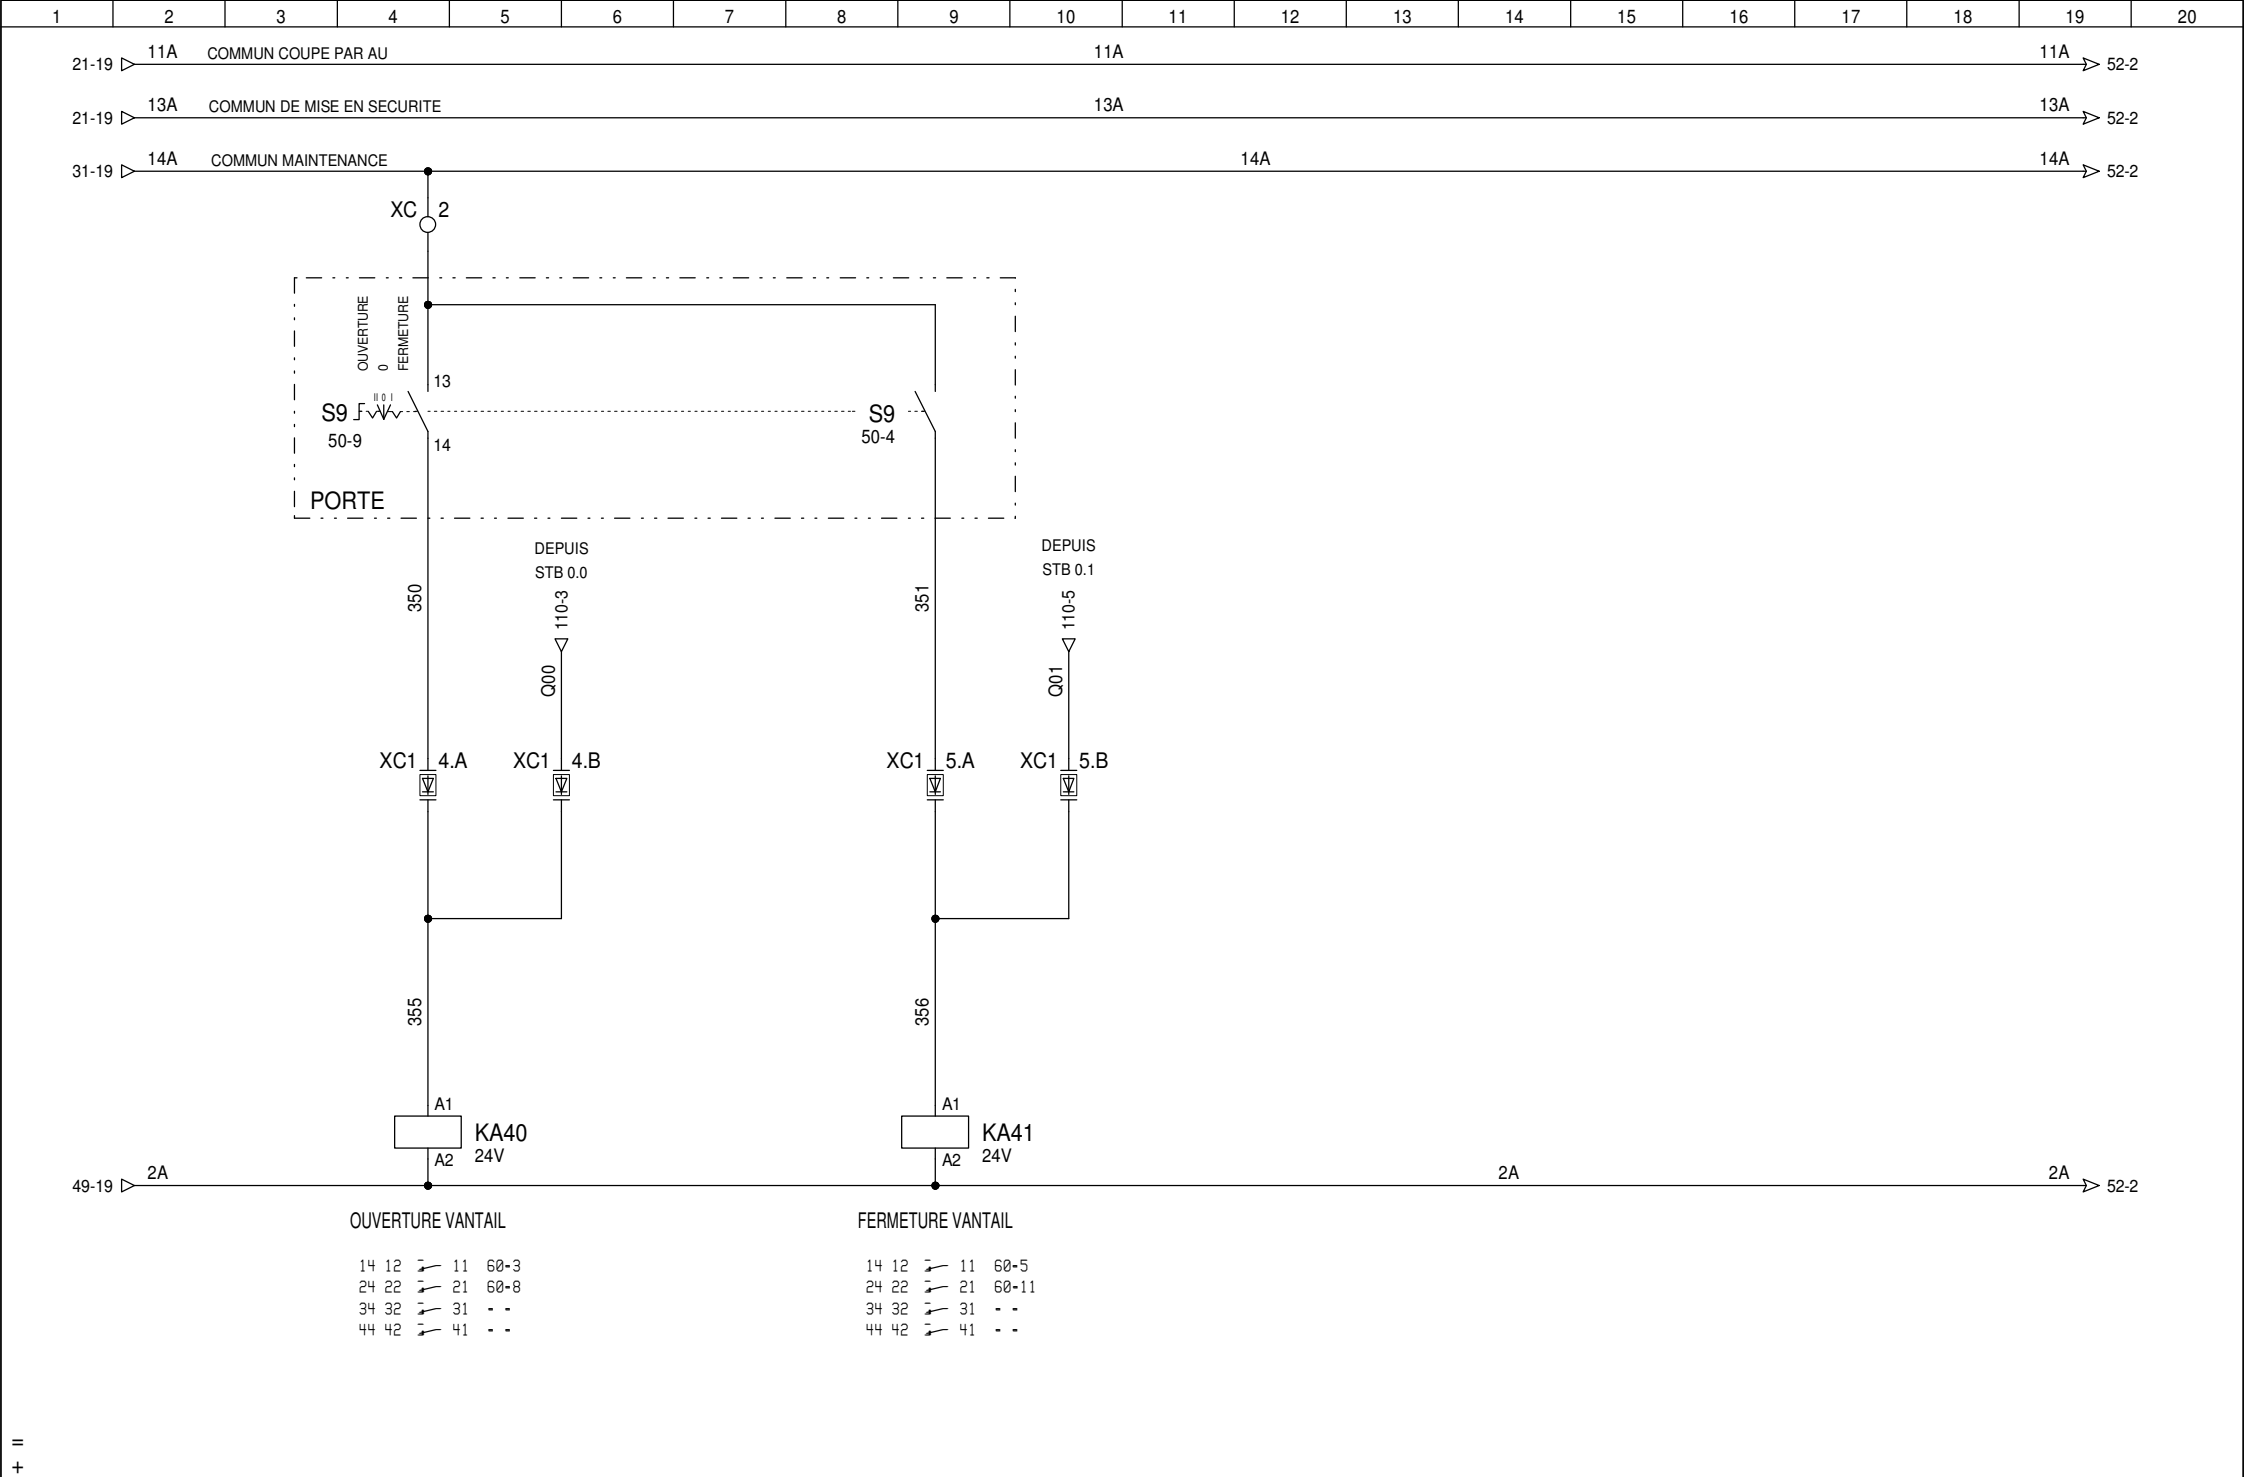 1 2 3 4 5 6 7 8 9 10 11 12 13 14 15 16 17 18 19 20
11A COMMUN COUPE PAR AU 11A 11A
21-19 52-2
13A COMMUN DE MISE EN SECURITE 13A 13A
21-19 52-2
14A COMMUN MAINTENANCE 14A 14A
31-19 52-2
XC 2
OUVERTURE
0
FERMETURE
13
II 0 I
S9 S9
50-9 14 50-4
PORTE
DEPUIS DEPUIS
STB 0.0 STB 0.1
350 110-3 351 110-5
Q00 Q01
XC1 4.A XC1 4.B XC1 5.A XC1 5.B
355 356
A1 A1
KA40 KA41
A2 24V A2 24V
2A 2A 2A
49-19 52-2
OUVERTURE VANTAIL FERMETURE VANTAIL
14 12 11 60-3 14 12 11 60-5
24 22 21 60-8 24 22 21 60-11
34 32 31 - - 34 32 31 - -
44 42 41 - - 44 42 41 - -
=
+